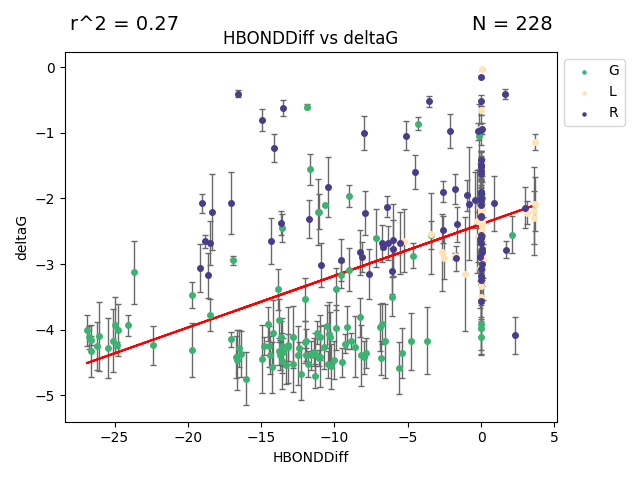 r^2 = 0.27
N = 228
HBONDDiff vs deltaG
0
−1
−2
−3
−4
−5
deltaG
−25
−20
−15
−10
−5
0
5
HBONDDiff
G
L
R